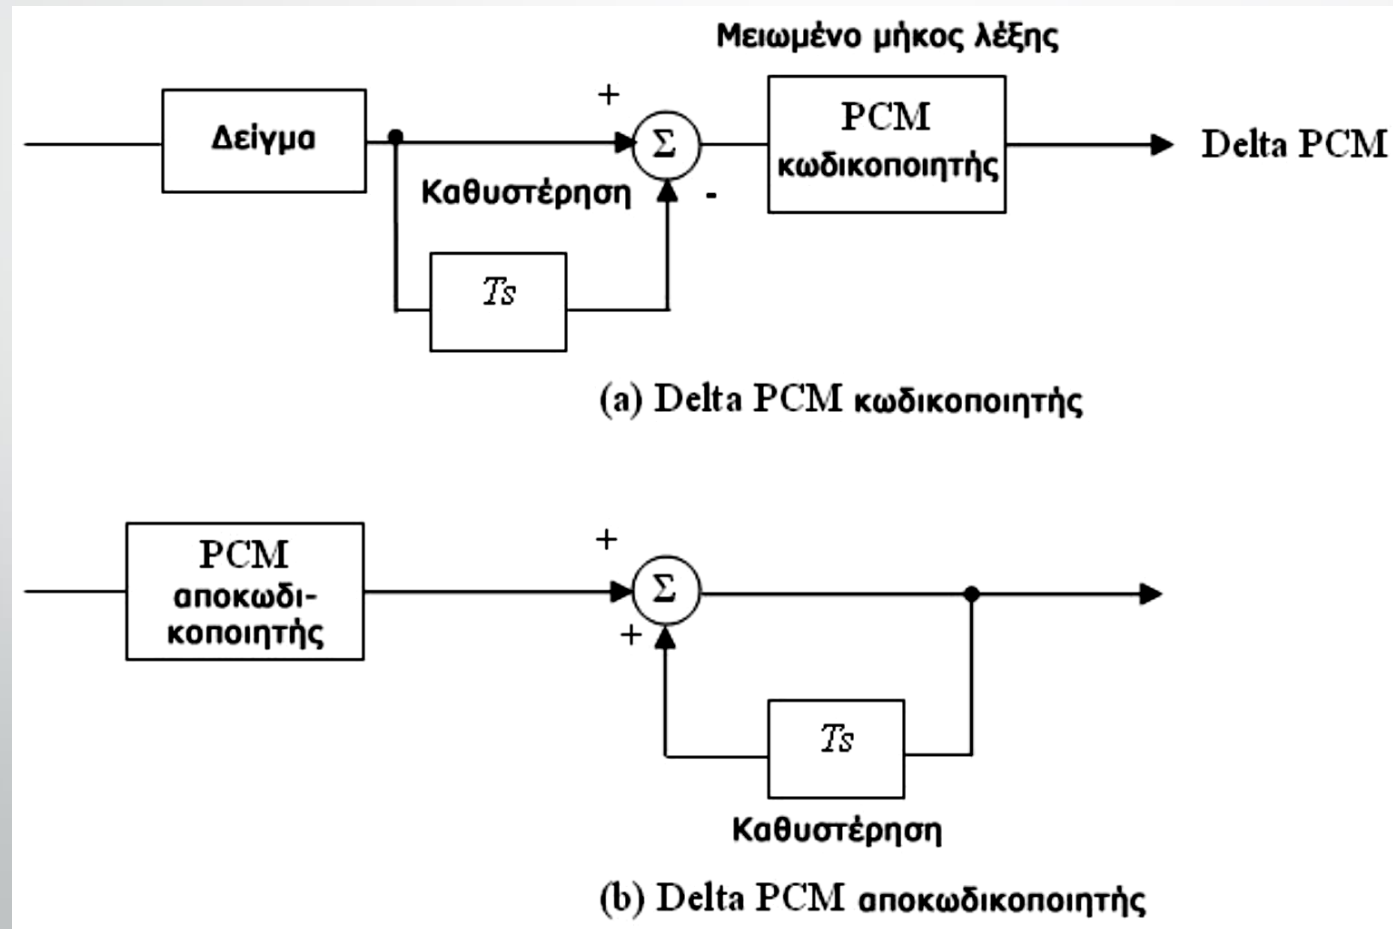 Μειωμένο μήκος λέξης
Δείγμα
+
Σ
PCM
κωδικοποιητής
Delta PCM
Καθυστέρηση
-
Ts
(a) Delta PCM κωδικοποιητής
PCM
αποκωδι-
κοποιητής
+
Σ
+
Ts
Καθυστέρηση
(b) Delta PCM αποκωδικοποιητής